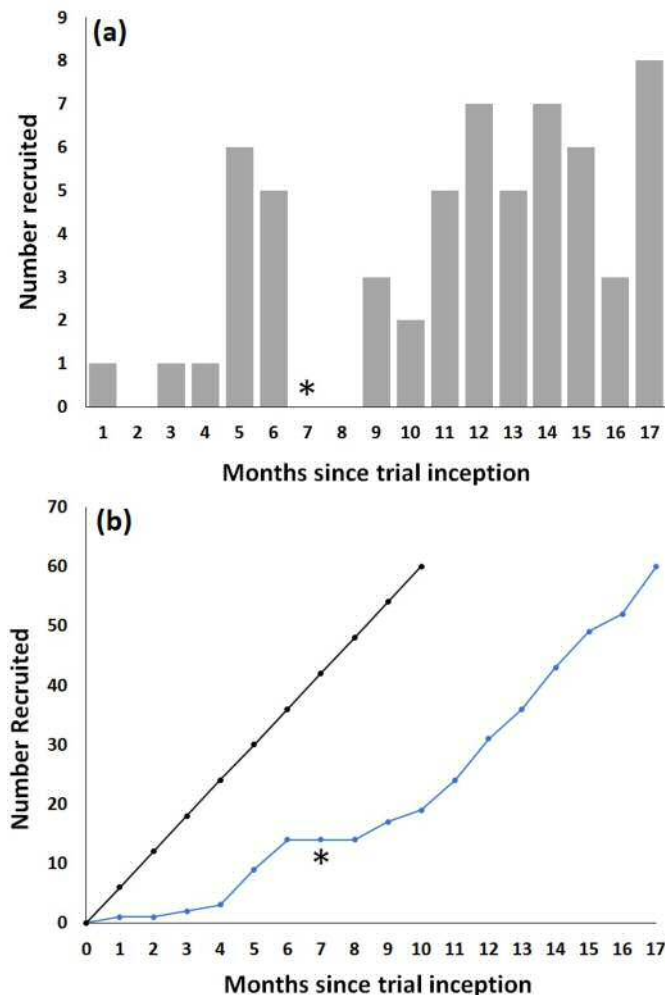 (a)
9
8
7
6
5
4
3
2
1
0
Number recruited
*
1 2 3 4 5 6 7 8 9 10 11 12 13 14 15 16 17
Months since trial inception
(b)
70
60
50
40
30
20
10
0
Number Recruited
*
0 1 2 3 4 5 6 7 8 9 10 11 12 13 14 15 16 17
Months since trial inception